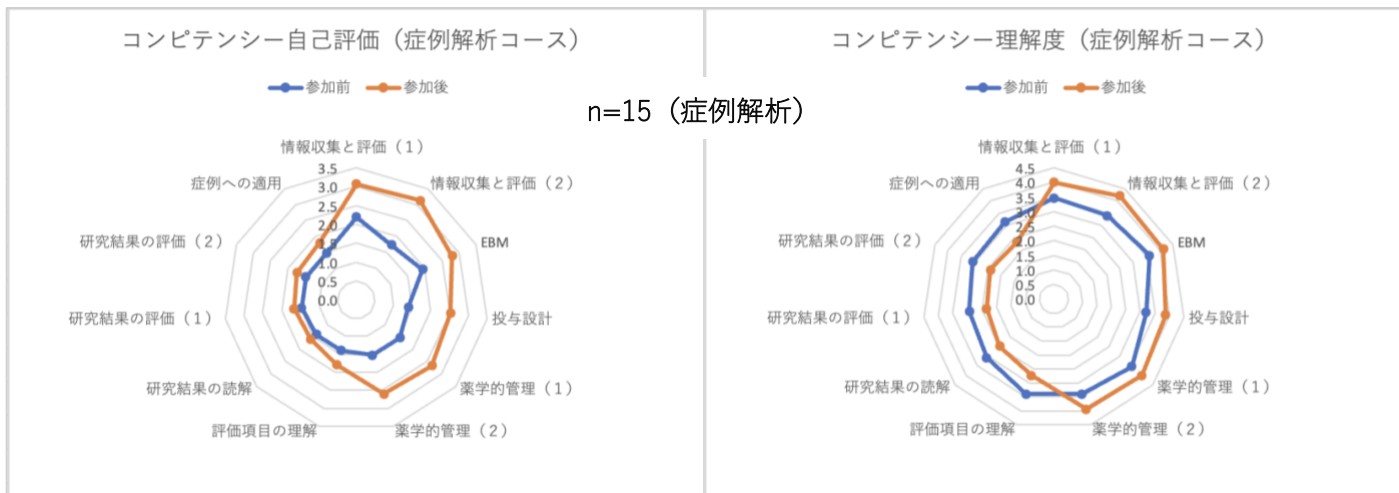 コンピテンシー自己評価（症例解析コース）
参加前 参加後
n=15（症例解析）
情報収集と評価（1）
情報収集と評価（2）
EBM
投与設計
薬学的管理（1）
薬学的管理（2）
評価項目の理解
研究結果の読解
研究結果の評価（1）
研究結果の評価（2）
症例への適用
3.5
3.0
2.5
2.0
1.5
1.0
0.5
0.0
コンピテンシー理解度（症例解析コース）
参加前 参加後
情報収集と評価（1）
情報収集と評価（2）
EBM
投与設計
薬学的管理（1）
薬学的管理（2）
評価項目の理解
研究結果の読解
研究結果の評価（1）
研究結果の評価（2）
症例への適用
4.5
4.0
3.5
3.0
2.5
2.0
1.5
1.0
0.5
0.0